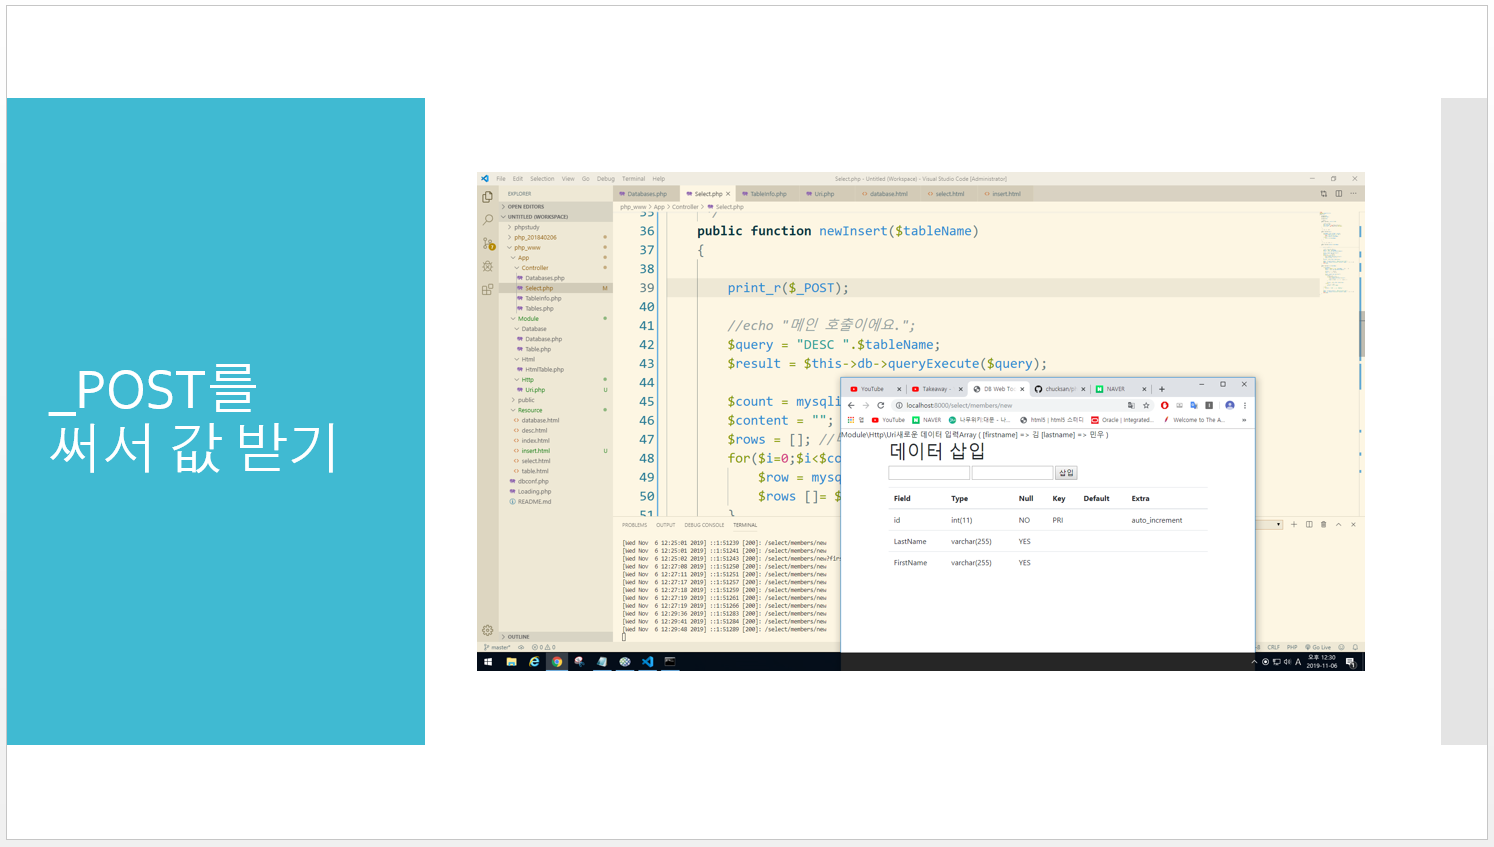 _POST를
써서 값 받기
File Edit Selection View Go Debug Terminal Help
Select.php - Untitled (Workspace) - Visual Studio Code [Administrator]
EXPLORER
OPEN EDITORS
UNTITLED (WORKSPACE)
phpstudy
php_201840206
php_www
App
Controller
Databases.php
Select.php M
TableInfo.php
Tables.php
Module
Database
Database.php
Table.php
Html
HtmlTable.php
Http
Uri.php U
public
Resource
database.html
desc.html
index.html
insert.html U
select.html
table.html
dbconf.php
Loading.php
README.md
OUTLINE
Databases.php Select.php TableInfo.php Uri.php database.html select.html insert.html
php_www > App > Controller > Select.php
35 */
36 public function newInsert($tableName)
37 {
38
39 print_r($_POST);
40
41 //echo "메인 호출이에요.";
42 $query = "DESC ".$tableName;
43 $result = $this->db->queryExecute($query);
44
45 $count = mysqli
46 $content = "";
47 $rows = []; //
48 for($i=0;$i<$co
49 $row = mysq
50 $rows []= $
51 }
PROBLEMS OUTPUT DEBUG CONSOLE TERMINAL
[Wed Nov 6 12:25:01 2019] ::1:51239 [200]: /select/members/new
[Wed Nov 6 12:25:01 2019] ::1:51241 [200]: /select/members/new
[Wed Nov 6 12:25:02 2019] ::1:51243 [200]: /select/members/new?firs
[Wed Nov 6 12:27:08 2019] ::1:51250 [200]: /select/members/new
[Wed Nov 6 12:27:11 2019] ::1:51251 [200]: /select/members/new
[Wed Nov 6 12:27:17 2019] ::1:51257 [200]: /select/members/new
[Wed Nov 6 12:27:18 2019] ::1:51259 [200]: /select/members/new
[Wed Nov 6 12:27:19 2019] ::1:51261 [200]: /select/members/new
[Wed Nov 6 12:27:19 2019] ::1:51266 [200]: /select/members/new
[Wed Nov 6 12:29:36 2019] ::1:51283 [200]: /select/members/new
[Wed Nov 6 12:29:41 2019] ::1:51284 [200]: /select/members/new
[Wed Nov 6 12:29:48 2019] ::1:51289 [200]: /select/members/new
YouTube Takeaway - DB Web To chucksan/ NAVER
localhost:8000/select/members/new
앱 YouTube NAVER 나무위키:대문 - 나... html5 | html5 스터디 Oracle | Integrated... Welcome to The A...
Module\Http\Uri새로운 데이터 입력Array ( [firstname] => 김 [lastname] => 민우 )
데이터 삽입
삽입
Field Type Null Key Default Extra
id int(11) NO PRI auto_increment
LastName varchar(255) YES
FirstName varchar(255) YES
master* 0 0
CRLF PHP Go Live
A 오후 12:30
2019-11-06